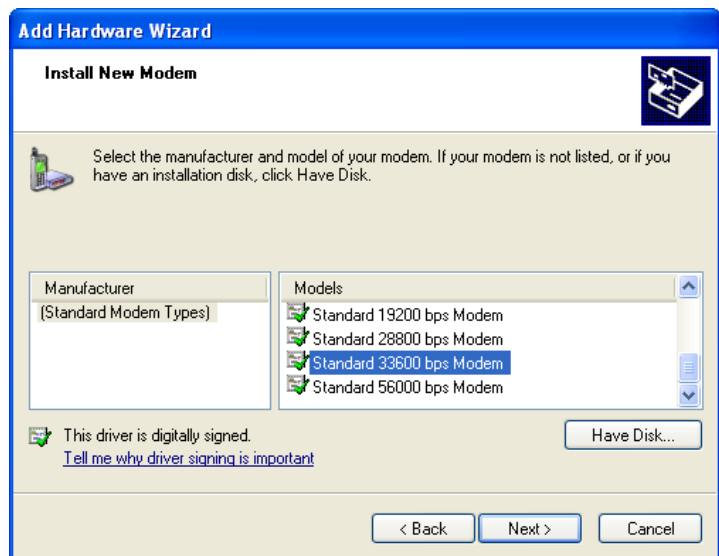 Add Hardware Wizard
Install New Modem
Select the manufacturer and model of your modem. If your modem is not listed, or if you
have an installation disk, click Have Disk.
Manufacturer
(Standard Modem Types)
Models
Standard 19200 bps Modem
Standard 28800 bps Modem
Standard 33600 bps Modem
Standard 56000 bps Modem
This driver is digitally signed.
Tell me why driver signing is important
Have Disk...
< Back
Next >
Cancel